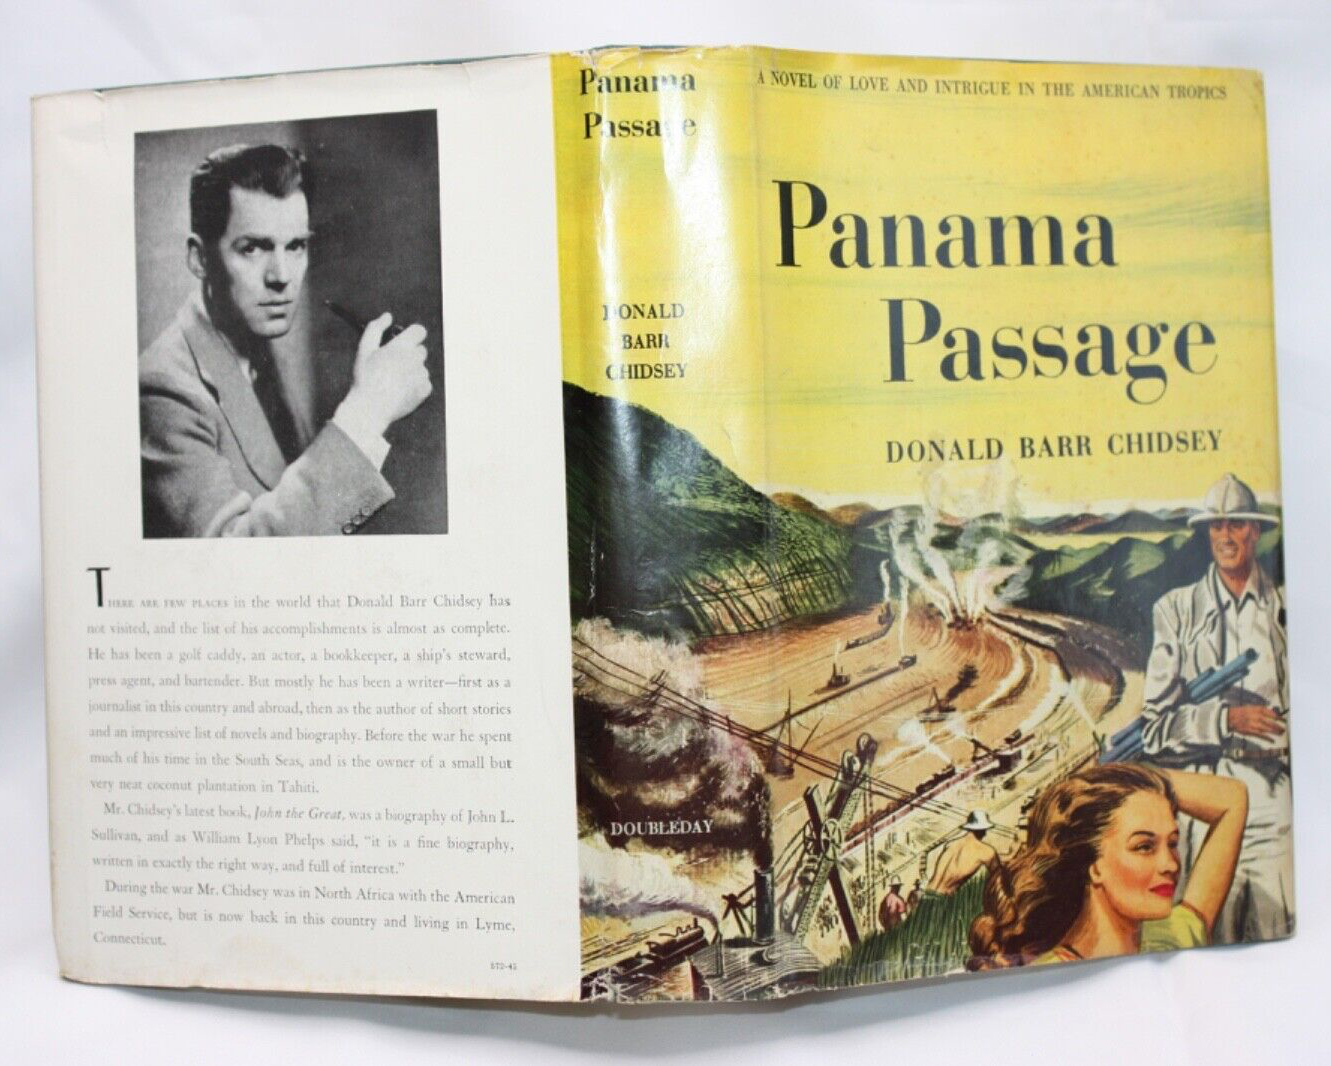 THERE ARE FEW PLACES in the world that Donald Barr Chidsey has
not visited, and the list of his accomplishments is almost as complete.
He has been a golf caddy, an actor, a bookkeeper, a ship's steward,
press agent, and bartender. But mostly he has been a writer—first as a
journalist in this country and abroad, then as the author of short stories
and an impressive list of novels and biography. Before the war he spent
much of his time in the South Seas, and is the owner of a small but
very neat coconut plantation in Tahiti.
Mr. Chidsey's latest book, John the Great, was a biography of John L.
Sullivan, and as William Lyon Phelps said, "it is a fine biography,
written in exactly the right way, and full of interest."
During the war Mr. Chidsey was in North Africa with the American
Field Service, but is now back in this country and living in Lyme,
Connecticut.
Panama
Passage
DONALD
BARR
CHIDSEY
DOUBLEDAY
A NOVEL OF LOVE AND INTRIGUE IN THE AMERICAN TROPICS
Panama
Passage
DONALD BARR CHIDSEY